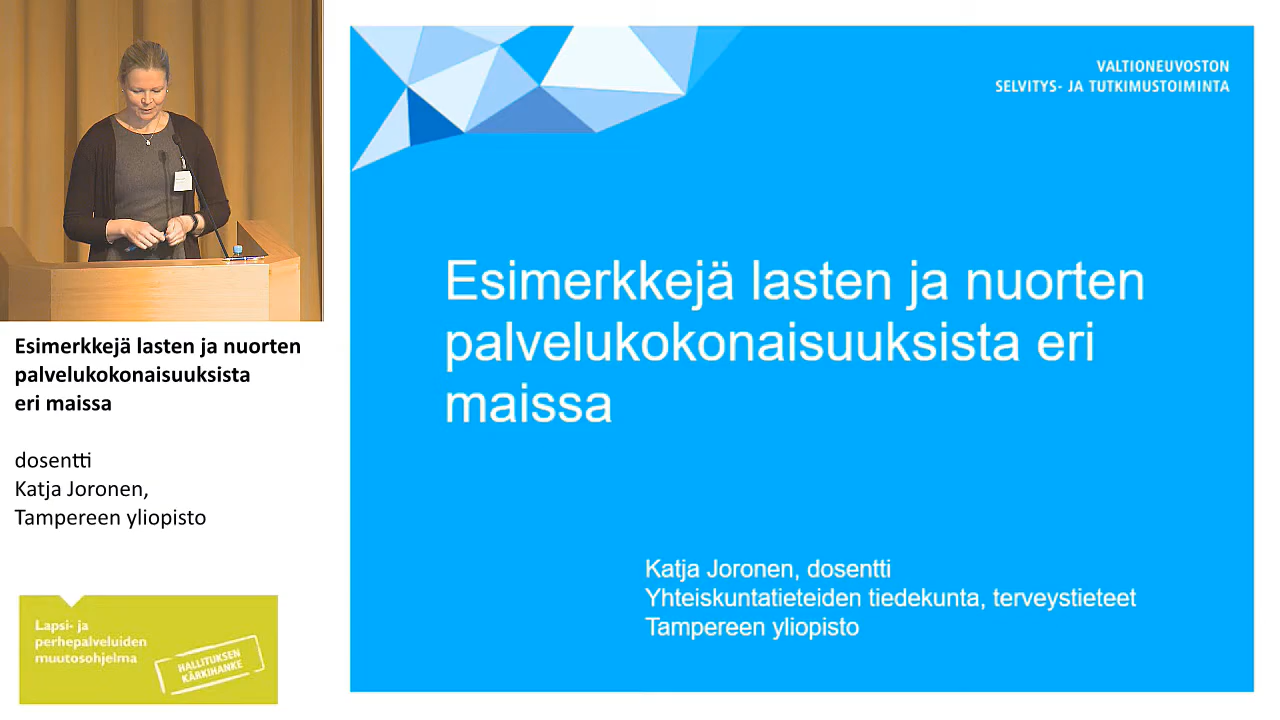 Esimerkkejä lasten ja nuorten
palvelukokonaisuuksista
eri maissa
dosentti
Katja Joronen,
Tampereen yliopisto
Lapsi- ja
perhepalveluiden
muutosohjelma
HALLITUKSEN
KÄRKIHANKE
VALTIONEUVOSTON
SELVITYS- JA TUTKIMUSTOIMINTA
Esimerkkejä lasten ja nuorten
palvelukokonaisuuksista eri
maissa
Katja Joronen, dosentti
Yhteiskuntatieteiden tiedekunta, terveystieteet
Tampereen yliopisto